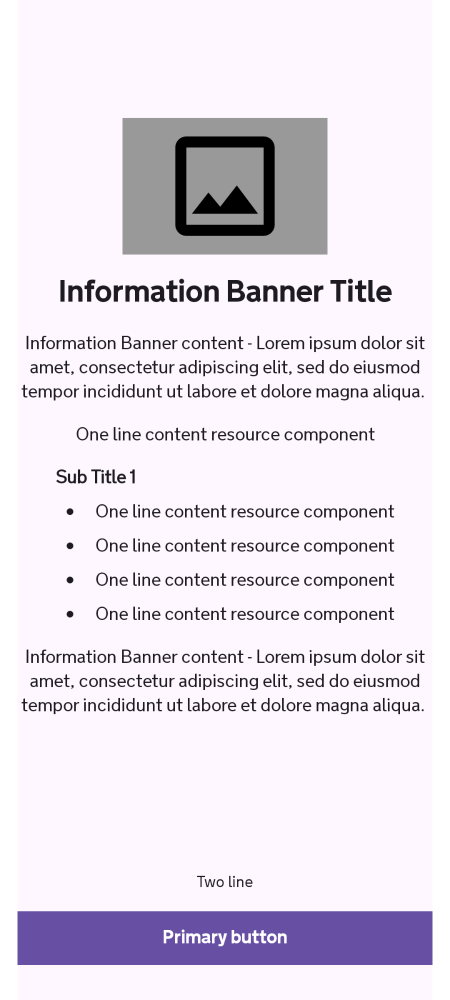 Information Banner Title
Information Banner content - Lorem ipsum dolor sit
amet, consectetur adipiscing elit, sed do eiusmod
tempor incididunt ut labore et dolore magna aliqua.
One line content resource component
Sub Title 1
• One line content resource component
• One line content resource component
• One line content resource component
• One line content resource component
Information Banner content - Lorem ipsum dolor sit
amet, consectetur adipiscing elit, sed do eiusmod
tempor incididunt ut labore et dolore magna aliqua.
Two line
Primary button